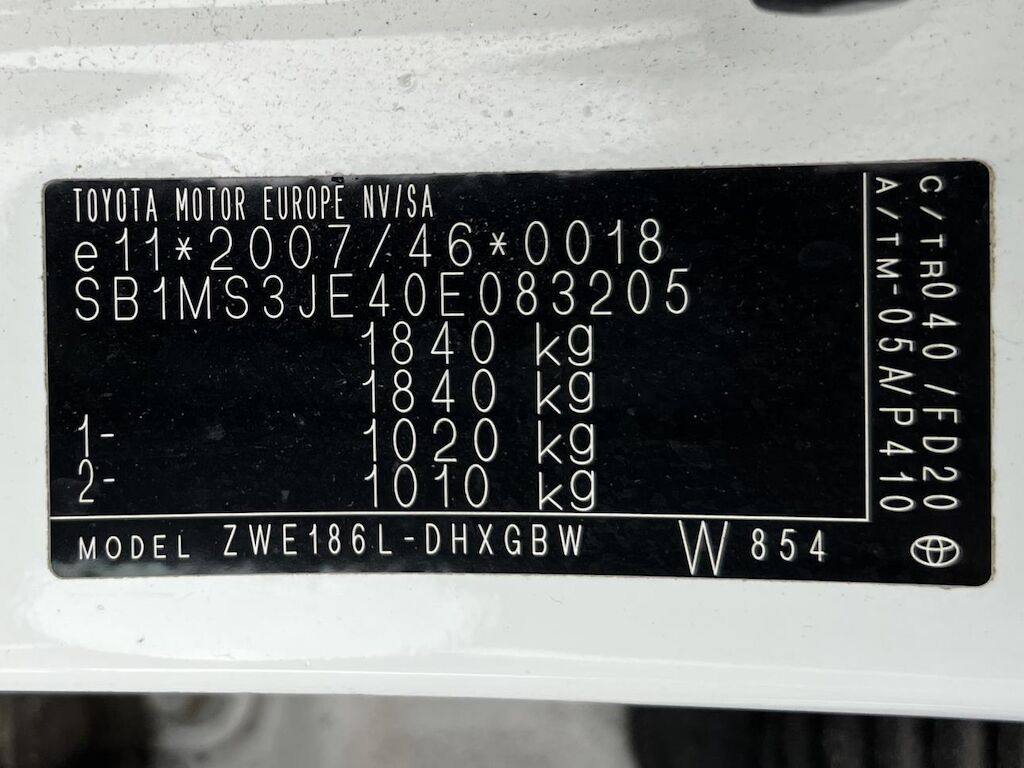 TOYOTA MOTOR EUROPE NV/SA
e11*2007/46*0018
SB1MS3JE40E083205
1840 kg
1840 kg
1- 1020 kg
2- 1010 kg
MODEL ZWE186L-DHXGBW W854
C/TR040/FD20
A/TM-05A/P410